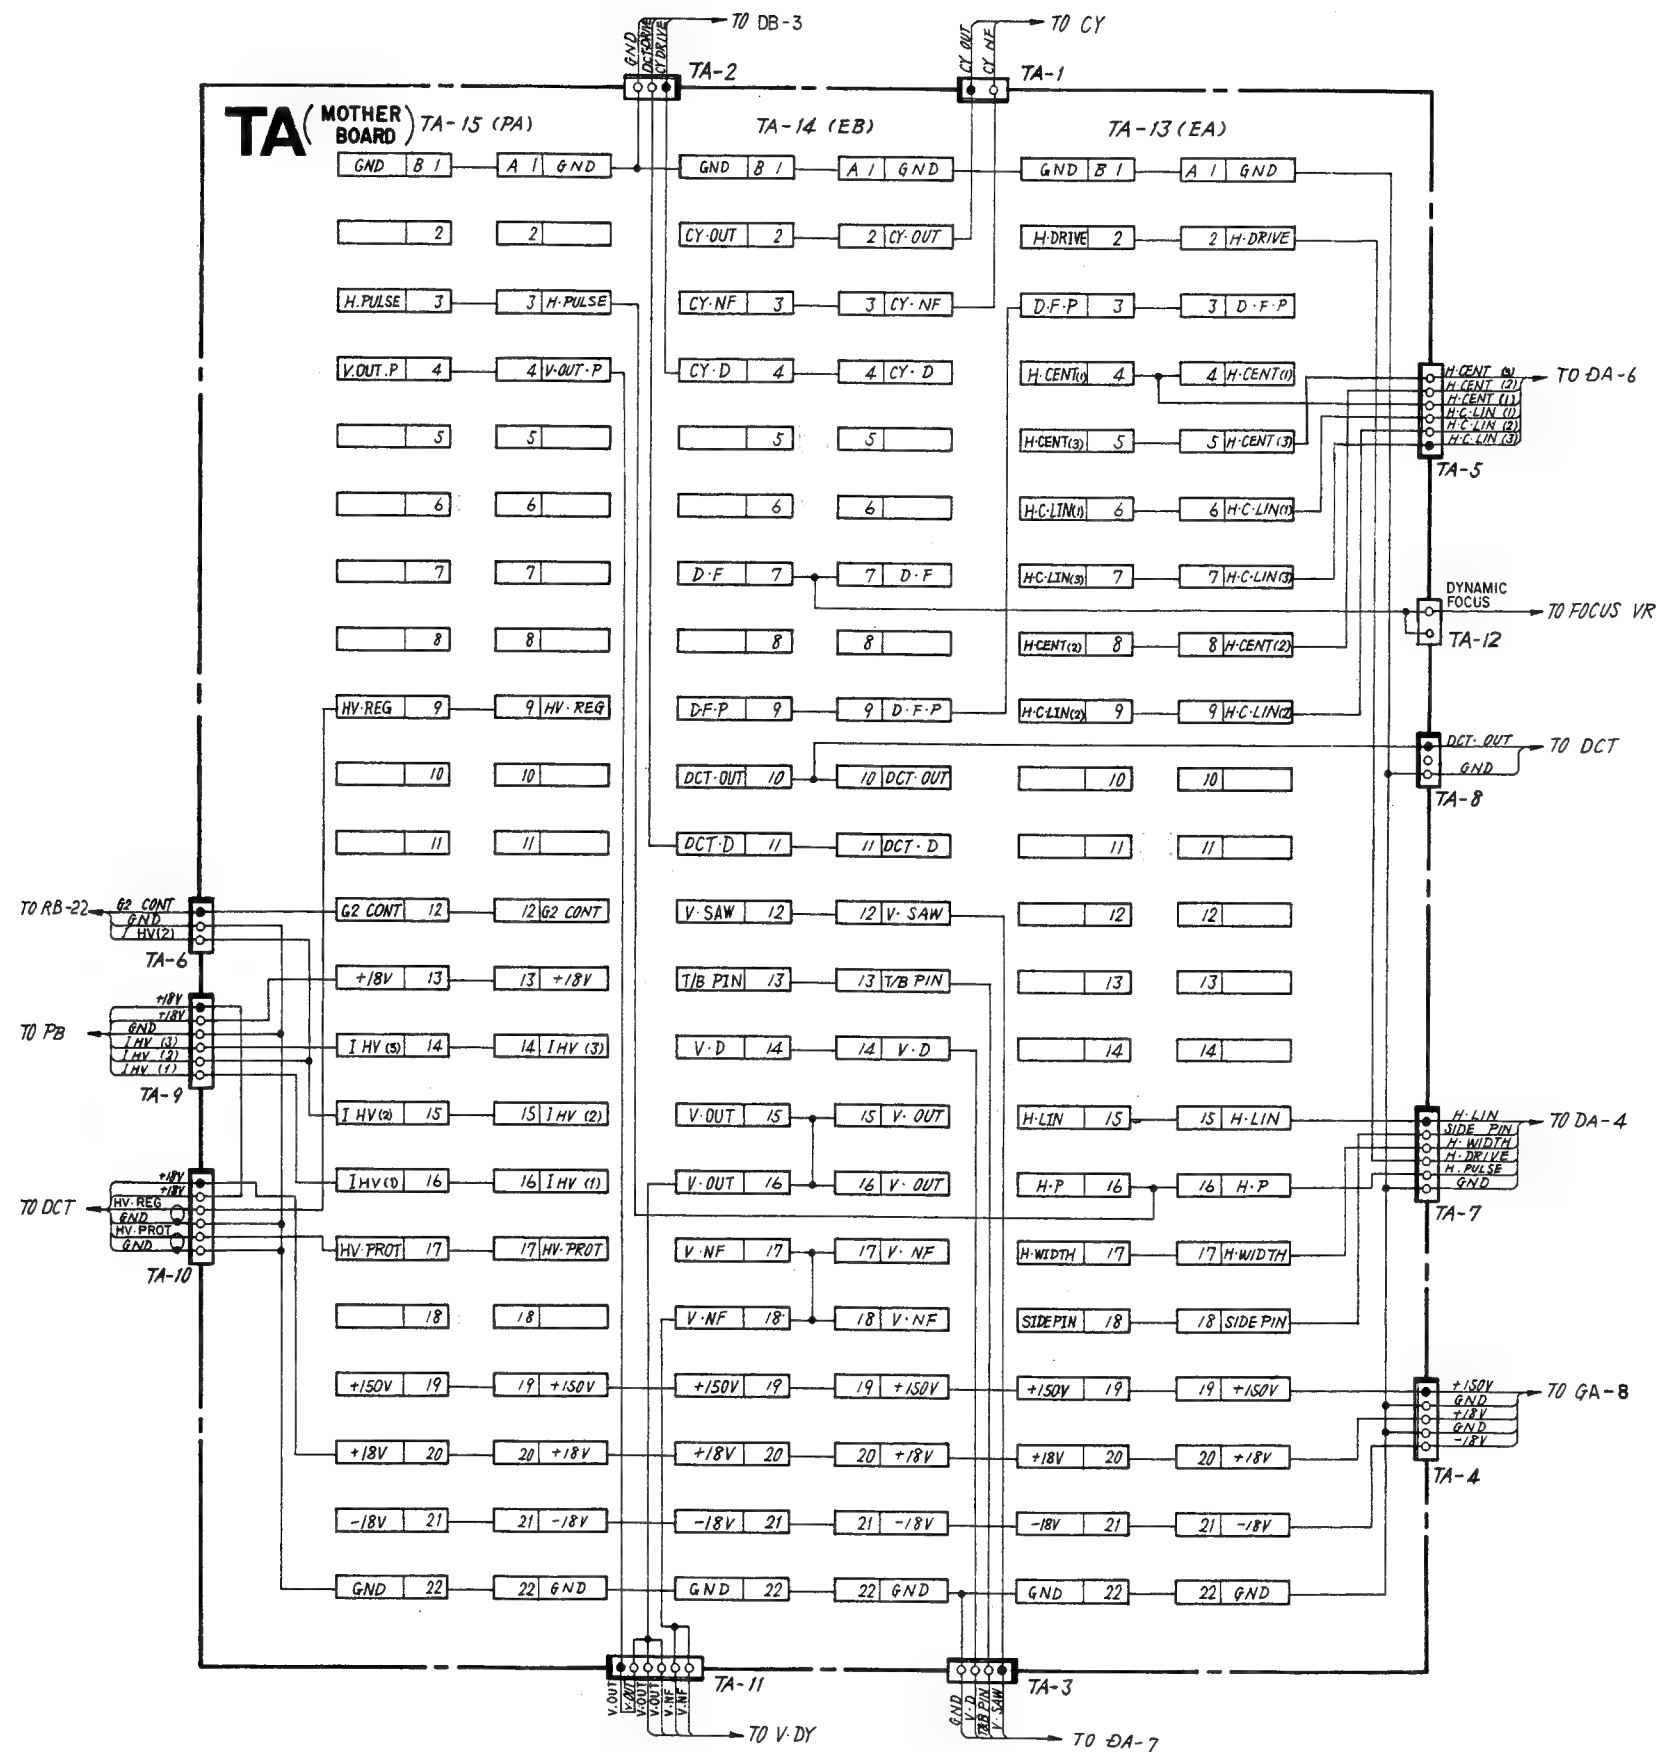 TO DB-3
TO CY
GND
DCT·DRIVE
CY DRIVE
CY OUT
CY NF
TA-2
TA-1
TA (MOTHER BOARD)
TA-15 (PA)
TA-14 (EB)
TA-13 (EA)
GND B 1 A 1 GND GND B 1 A 1 GND GND B 1 A 1 GND
2 2 CY·OUT 2 2 CY·OUT H·DRIVE 2 2 H·DRIVE
H.PULSE 3 3 H.PULSE CY·NF 3 3 CY·NF D·F·P 3 3 D·F·P
V.OUT.P 4 4 V·OUT·P CY·D 4 4 CY·D H·CENT(1) 4 4 H·CENT(1)
5 5 5 5 H·CENT(3) 5 5 H·CENT(3)
6 6 6 6 H·C·LIN(1) 6 6 H·C·LIN(1)
7 7 D·F 7 7 D·F H·C·LIN(3) 7 7 H·C·LIN(3)
8 8 8 8 H·CENT(2) 8 8 H·CENT(2)
HV·REG 9 9 HV·REG D·F·P 9 9 D·F·P H·C·LIN(2) 9 9 H·C·LIN(2
10 10 DCT·OUT 10 10 DCT·OUT 10 10
11 11 DCT·D 11 11 DCT·D 11 11
G2 CONT 12 12 G2 CONT V·SAW 12 12 V·SAW 12 12
+18V 13 13 +18V T/B PIN 13 13 T/B PIN 13 13
I HV(3) 14 14 I HV (3) V·D 14 14 V·D 14 14
I HV(2) 15 15 I HV (2) V·OUT 15 15 V·OUT H·LIN 15 15 H·LIN
I HV(1) 16 16 I HV (1) V·OUT 16 16 V·OUT H·P 16 16 H·P
HV·PROT 17 17 HV·PROT V·NF 17 17 V·NF H·WIDTH 17 17 H·WIDTH
18 18 V·NF 18 18 V·NF SIDEPIN 18 18 SIDEPIN
+150V 19 19 +150V +150V 19 19 +150V +150V 19 19 +150V
+18V 20 20 +18V +18V 20 20 +18V +18V 20 20 +18V
-18V 21 21 -18V -18V 21 21 -18V -18V 21 21 -18V
GND 22 22 GND GND 22 22 GND GND 22 22 GND
H·CENT (3)
H·CENT (2)
H·CENT (1)
H·C·LIN (1)
H·C·LIN (2)
H·C·LIN (3)
TO DA-6
TA-5
DYNAMIC
FOCUS
TO FOCUS VR
TA-12
DCT·OUT
GND
TO DCT
TA-8
H·LIN
SIDE PIN
H·WIDTH
H·DRIVE
H.PULSE
GND
TO DA-4
TA-7
+150V
GND
+18V
GND
-18V
TO GA-8
TA-4
TO RB-22
G2 CONT
GND
I HV(2)
TA-6
TO PB
+18V
+18V
GND
I HV (3)
I HV (2)
I HV (1)
TA-9
TO DCT
+18V
+18V
HV·REG
GND
HV·PROT
GND
TA-10
V.OUT
V.OUT
V.OUT
V.OUT
V.NF
V.NF
TA-11
TO V·DY
GND
V·D
T&B PIN
V·SAW
TA-3
TO DA-7